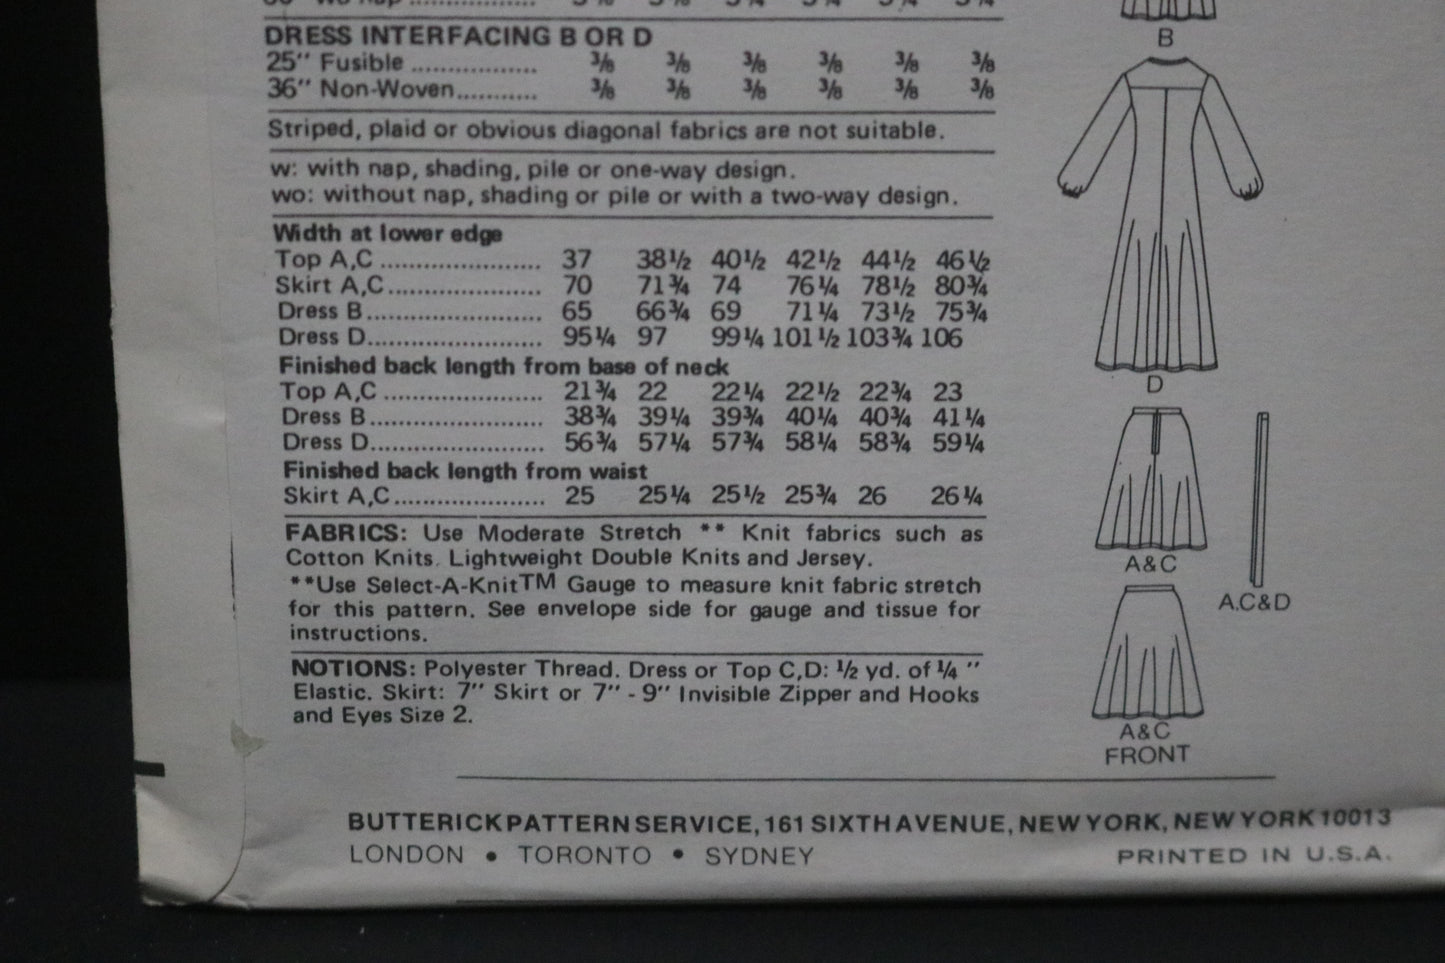 DRESS INTERFACING B OR D
25" Fusible .................. 3/8 3/8 3/8 3/8 3/8 3/8
36" Non-Woven........... 3/8 3/8 3/8 3/8 3/8 3/8
Striped, plaid or obvious diagonal fabrics are not suitable.
w: with nap, shading, pile or one-way design.
wo: without nap, shading or pile or with a two-way design.
Width at lower edge
Top A,C ....................... 37 38½ 40½ 42½ 44½ 46½
Skirt A,C...................... 70 71¾ 74 76¼ 78½ 80¾
Dress B......................... 65 66¾ 69 71¼ 73½ 75¾
Dress D......................... 95¼ 97 99¼ 101½ 103¾ 106
Finished back length from base of neck
Top A,C ....................... 21¾ 22 22¼ 22½ 22¾ 23
Dress B......................... 38¾ 39¼ 39¾ 40¼ 40¾ 41¼
Dress D......................... 56¾ 57¼ 57¾ 58¼ 58¾ 59¼
Finished back length from waist
Skirt A,C..................... 25 25¼ 25½ 25¾ 26 26¼
FABRICS: Use Moderate Stretch ** Knit fabrics such as
Cotton Knits, Lightweight Double Knits and Jersey.
**Use Select-A-Knit™ Gauge to measure knit fabric stretch
for this pattern. See envelope side for gauge and tissue for
instructions.
NOTIONS: Polyester Thread. Dress or Top C,D: ½ yd. of ¼"
Elastic. Skirt: 7" Skirt or 7" - 9" Invisible Zipper and Hooks
and Eyes Size 2.
B
D
A&C
A,C&D
A&C
FRONT
BUTTERICK PATTERN SERVICE, 161 SIXTH AVENUE, NEW YORK, NEW YORK 10013
LONDON • TORONTO • SYDNEY
PRINTED IN U.S.A.